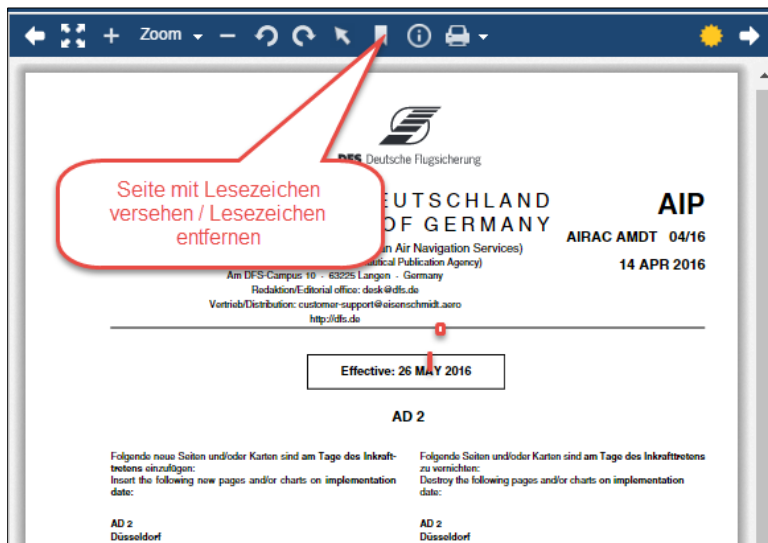 Zoom
DFS Deutsche Flugsicherung
Seite mit Lesezeichen
versehen / Lesezeichen
entfernen
EUTSCHLAND
OF GERMANY
Air Navigation Services)
Publication Agency)
Am DFS-Campus 10 - 63225 Langen - Germany
Redaktion/Editorial office: desk@dfs.de
Vertrieb/Distribution: customer-support@eisenschmidt.aero
http://dfs.de
AIP
AIRAC AMDT 04/16
14 APR 2016
Effective: 26 MAY 2016
AD 2
Folgende neue Seiten und/oder Karten sind am Tage des Inkraft-
tretens einzufügen:
Insert the following new pages and/or charts on implementation
date:
AD 2
Düsseldorf
Folgende Seiten und/oder Karten sind am Tage des Inkrafttretens
zu vernichten:
Destroy the following pages and/or charts on implementation
date:
AD 2
Düsseldorf